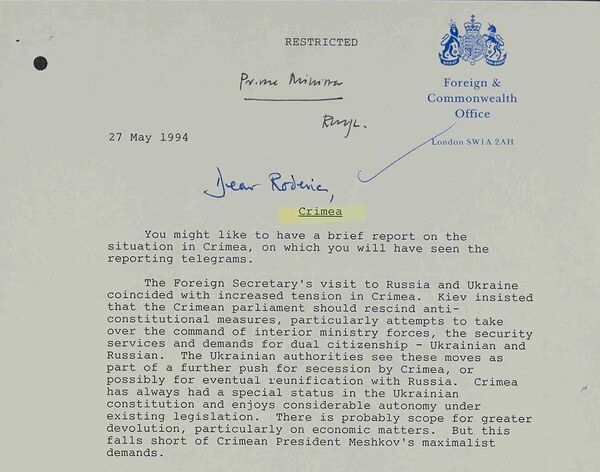 RESTRICTED
Prime Minister
Foreign &
Commonwealth
Office
27 May 1994
London SW1A 2AH
Dear Roderic,
Crimea
You might like to have a brief report on the
situation in Crimea, on which you will have seen the
reporting telegrams.
The Foreign Secretary's visit to Russia and Ukraine
coincided with increased tension in Crimea. Kiev insisted
that the Crimean parliament should rescind anti-
constitutional measures, particularly attempts to take
over the command of interior ministry forces, the security
services and demands for dual citizenship - Ukrainian and
Russian. The Ukrainian authorities see these moves as
part of a further push for secession by Crimea, or
possibly for eventual reunification with Russia. Crimea
has always had a special status in the Ukrainian
constitution and enjoys considerable autonomy under
existing legislation. There is probably scope for greater
devolution, particularly on economic matters. But this
falls short of Crimean President Meshkov's maximalist
demands.